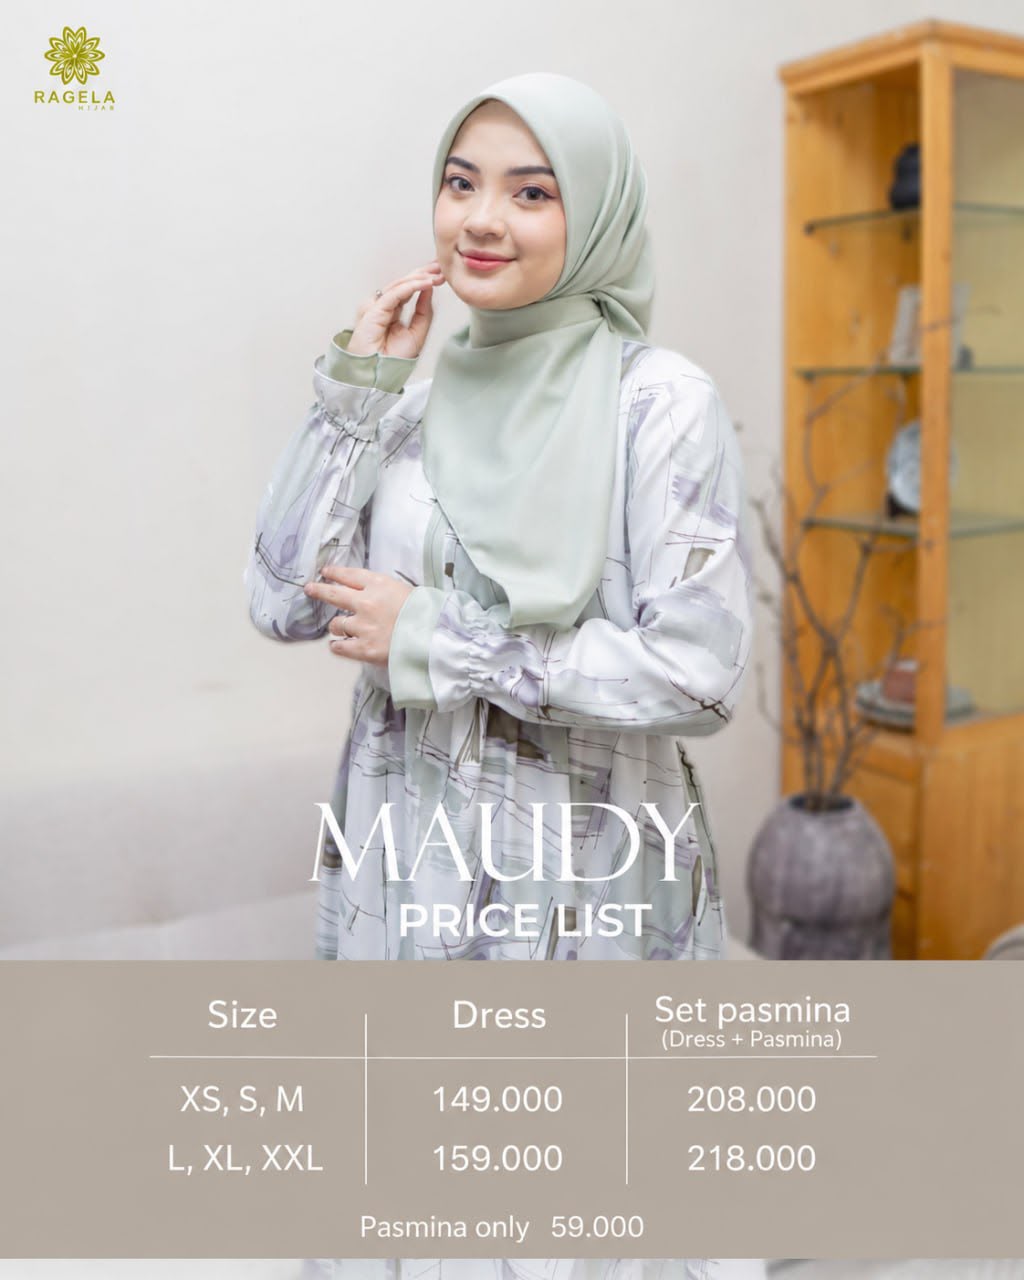 RAGELA
HIJAB
MAUDY
PRICE LIST
Size Dress Set pasmina
(Dress + Pasmina)
XS, S, M 149.000 208.000
L, XL, XXL 159.000 218.000
Pasmina only 59.000